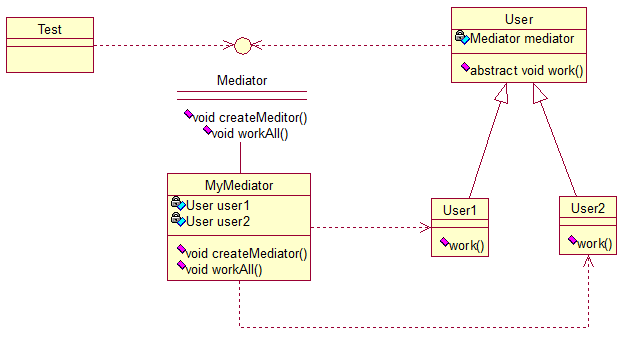 Test
User
Mediator mediator
abstract void work()
Mediator
void createMeditor()
void workAll()
MyMediator
User user1
User user2
void createMediator()
void workAll()
User1
work()
User2
work()